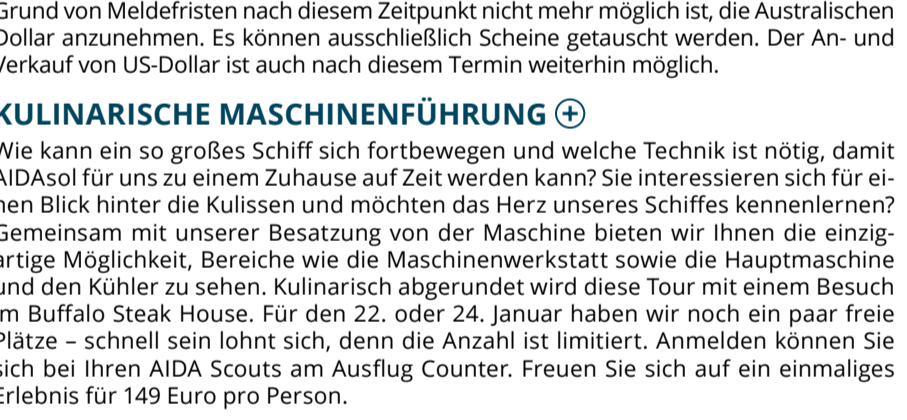 Grund von Meldefristen nach diesem Zeitpunkt nicht mehr möglich ist, die Australischen
Dollar anzunehmen. Es können ausschließlich Scheine getauscht werden. Der An- und
Verkauf von US-Dollar ist auch nach diesem Termin weiterhin möglich.
KULINARISCHE MASCHINENFÜHRUNG ⊕
Wie kann ein so großes Schiff sich fortbewegen und welche Technik ist nötig, damit
AIDAsol für uns zu einem Zuhause auf Zeit werden kann? Sie interessieren sich für ei-
nen Blick hinter die Kulissen und möchten das Herz unseres Schiffes kennenlernen?
Gemeinsam mit unserer Besatzung von der Maschine bieten wir Ihnen die einzig-
artige Möglichkeit, Bereiche wie die Maschinenwerkstatt sowie die Hauptmaschine
und den Kühler zu sehen. Kulinarisch abgerundet wird diese Tour mit einem Besuch
im Buffalo Steak House. Für den 22. oder 24. Januar haben wir noch ein paar freie
Plätze – schnell sein lohnt sich, denn die Anzahl ist limitiert. Anmelden können Sie
sich bei Ihren AIDA Scouts am Ausflug Counter. Freuen Sie sich auf ein einmaliges
Erlebnis für 149 Euro pro Person.